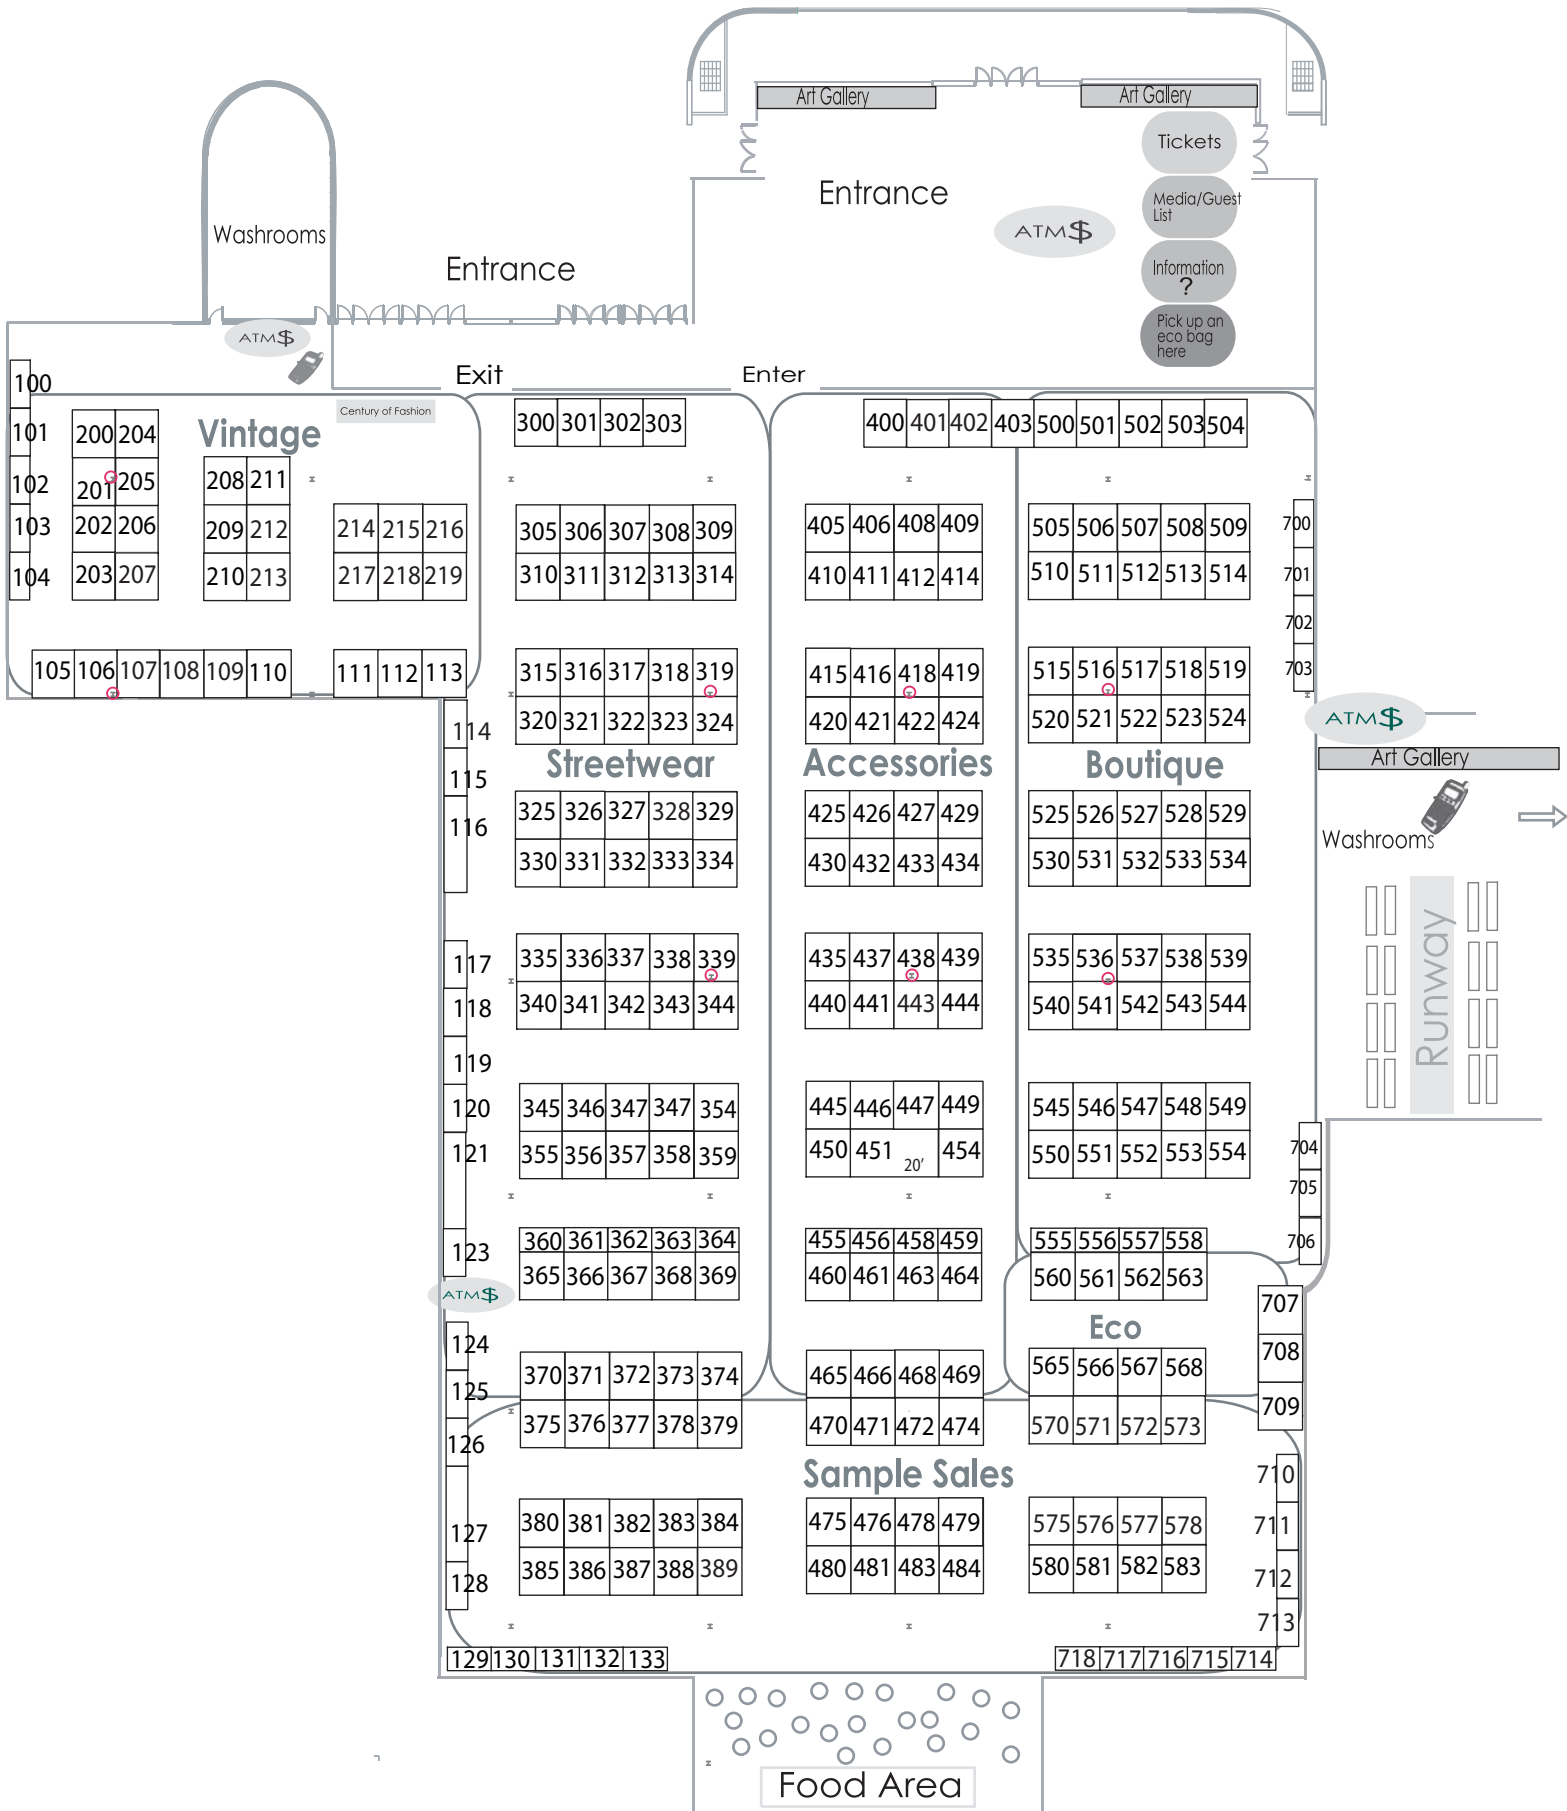 Art Gallery
Art Gallery
Tickets
Media/Guest
List
Entrance
ATM$
Washrooms
Entrance
Information
?
Pick up an
eco bag
here
ATM$
Exit
Enter
100
Century of Fashion
Vintage
101
200 204
300 301 302 303
400 401 402 403 500 501 502 503 504
102
201 205
208 211
103
202 206
209 212
214 215 216
305 306 307 308 309
405 406 408 409
505 506 507 508 509
700
104
203 207
210 213
217 218 219
310 311 312 313 314
410 411 412 414
510 511 512 513 514
701
702
105 106 107 108 109 110
111 112 113
315 316 317 318 319
415 416 418 419
515 516 517 518 519
703
114
320 321 322 323 324
420 421 422 424
520 521 522 523 524
ATM$
Art Gallery
Streetwear
Accessories
Boutique
115
116
325 326 327 328 329
425 426 427 429
525 526 527 528 529
Washrooms
330 331 332 333 334
430 432 433 434
530 531 532 533 534
117
335 336 337 338 339
435 437 438 439
535 536 537 538 539
Runway
118
340 341 342 343 344
440 441 443 444
540 541 542 543 544
119
120
345 346 347 347 354
445 446 447 449
545 546 547 548 549
121
355 356 357 358 359
450 451 20' 454
550 551 552 553 554
704
705
123
360 361 362 363 364
455 456 458 459
555 556 557 558
706
365 366 367 368 369
460 461 463 464
560 561 562 563
ATM$
707
Eco
124
708
125
370 371 372 373 374
465 466 468 469
565 566 567 568
709
126
375 376 377 378 379
470 471 472 474
570 571 572 573
Sample Sales
710
127
380 381 382 383 384
475 476 478 479
575 576 577 578
711
128
385 386 387 388 389
480 481 483 484
580 581 582 583
712
713
129 130 131 132 133
718 717 716 715 714
Food Area